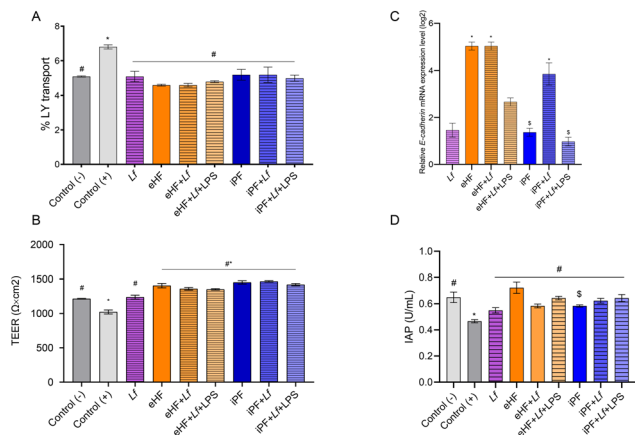 A
% LY transport
8
6
4
2
0
#
*
#
Control (-)
Control (+)
Lf
eHF
eHF+Lf
eHF+Lf+LPS
iPF
iPF+Lf
iPF+Lf+LPS
B
TEER (Ω×cm2)
2000
1500
1000
500
0
#
*
#
#*
Control (-)
Control (+)
Lf
eHF
eHF+Lf
eHF+Lf+LPS
iPF
iPF+Lf
iPF+Lf+LPS
C
Relative E-cadherin mRNA expression level (log2)
6
4
2
0
*
*
$
*
$
Lf
eHF
eHF+Lf
eHF+Lf+LPS
iPF
iPF+Lf
iPF+Lf+LPS
D
IAP (U/mL)
1.0
0.8
0.6
0.4
0.2
0.0
#
*
#
$
Control (-)
Control (+)
Lf
eHF
eHF+Lf
eHF+Lf+LPS
iPF
iPF+Lf
iPF+Lf+LPS